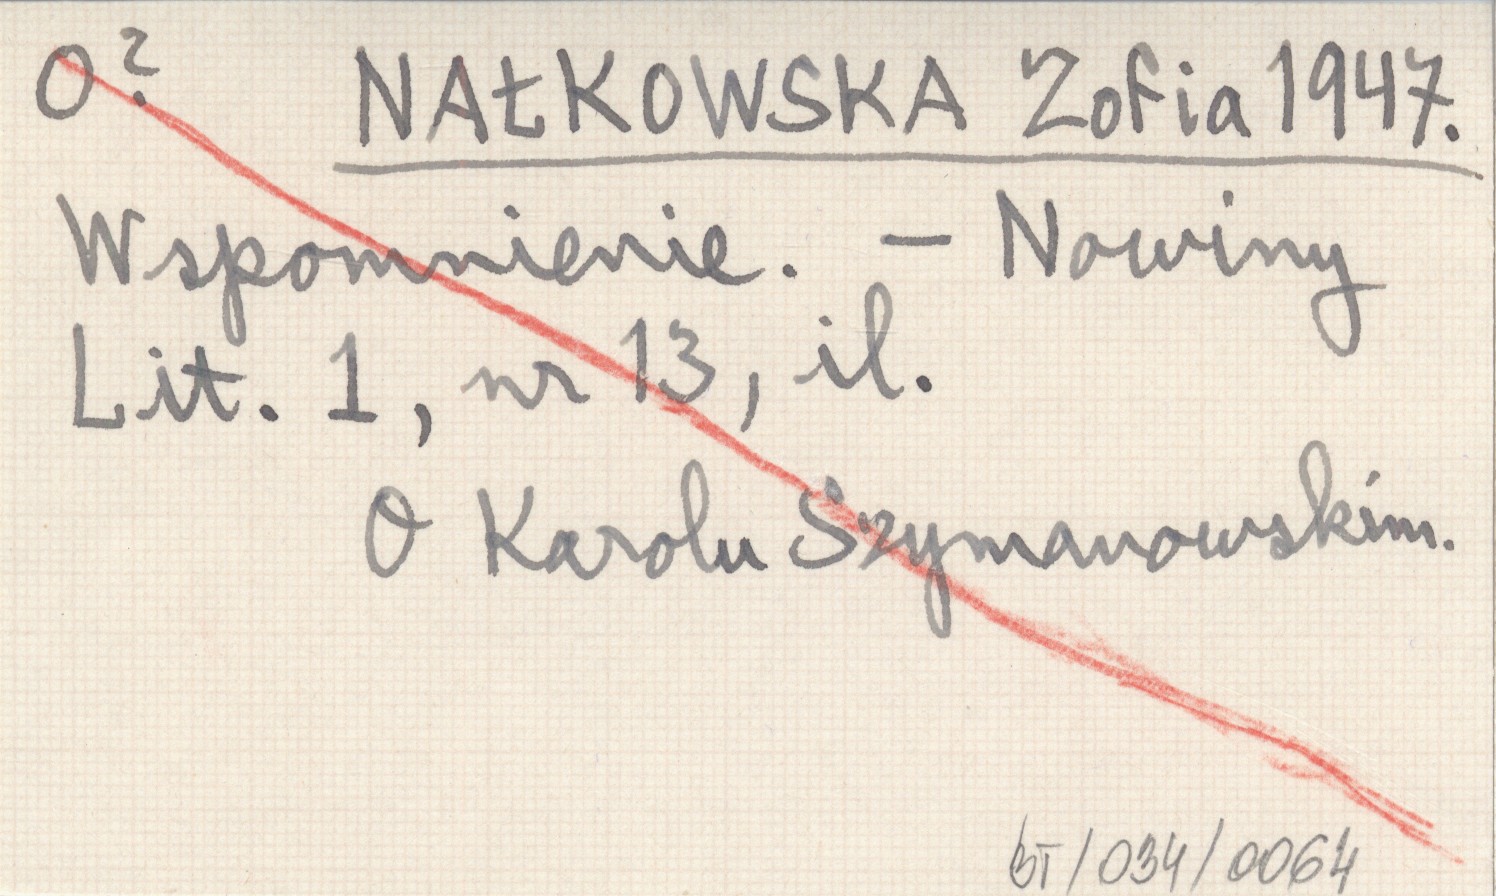 O? NAŁKOWSKA Zofia 1947.
Wspomnienie. – Nowiny
Lit. 1, nr 13, il.
O Karolu Szymanowskim.
BT/034/0064